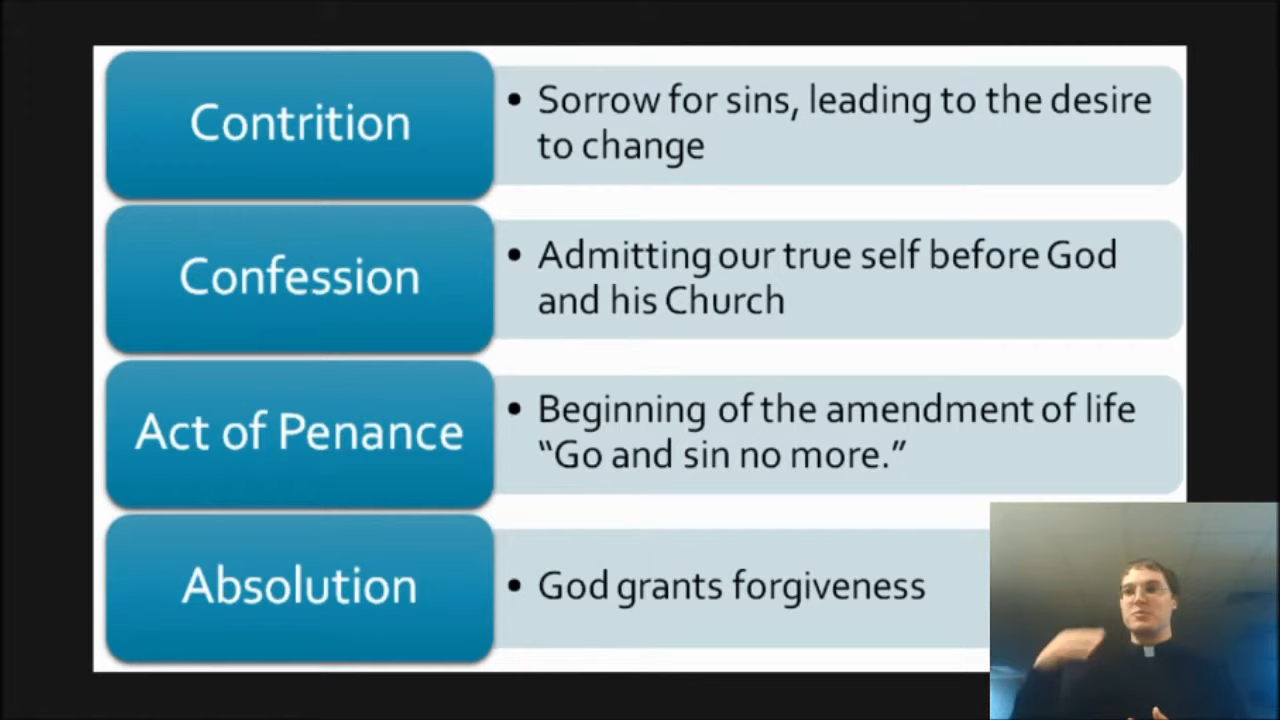 Contrition
• Sorrow for sins, leading to the desire
to change
Confession
• Admitting our true self before God
and his Church
Act of Penance
• Beginning of the amendment of life
“Go and sin no more.”
Absolution
• God grants forgiveness